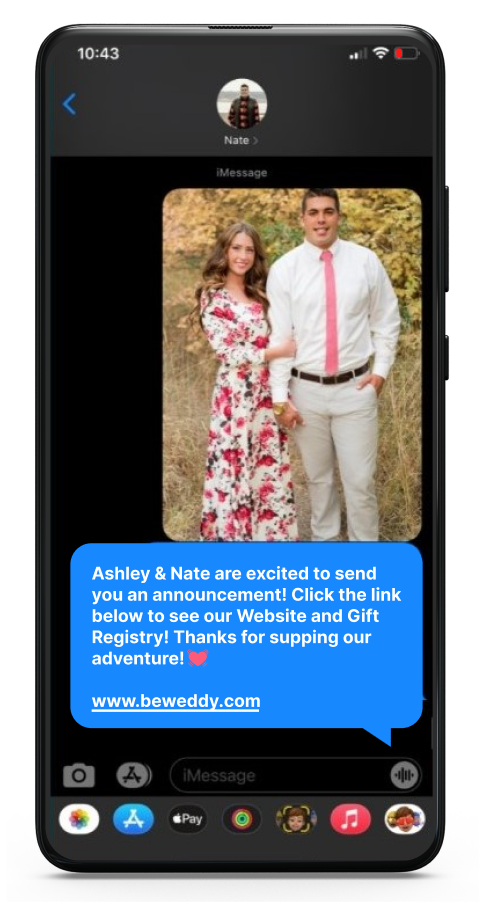 10:43
Nate >
iMessage
Ashley & Nate are excited to send
you an announcement! Click the link
below to see our Website and Gift
Registry! Thanks for supping our
adventure! 💓
www.beweddy.com
iMessage
Pay